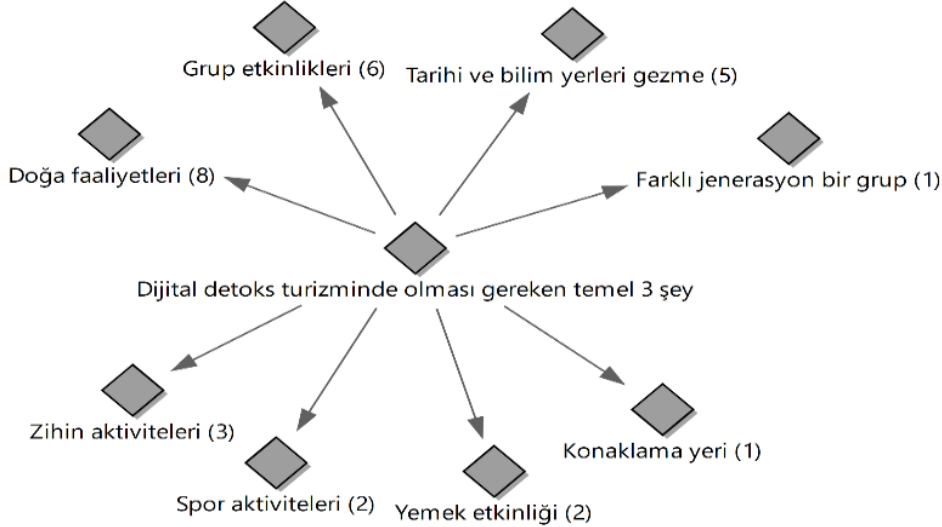 Grup etkinlikleri (6)
Tarihi ve bilim yerleri gezme (5)
Doğa faaliyetleri (8)
Farklı jenerasyon bir grup (1)
Dijital detoks turizminde olması gereken temel 3 şey
Zihin aktiviteleri (3)
Konaklama yeri (1)
Spor aktiviteleri (2)
Yemek etkinliği (2)